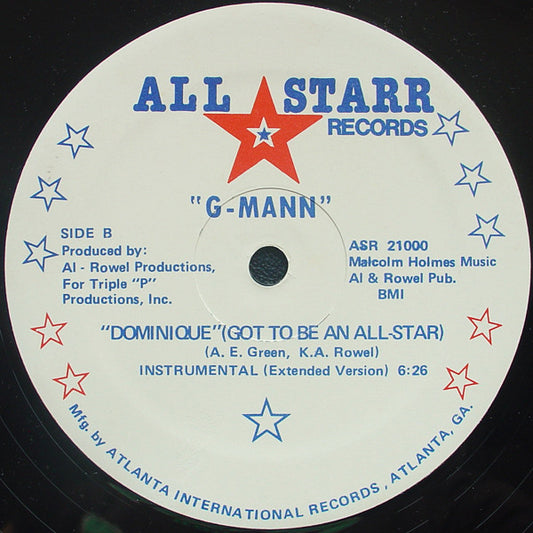 ALL STARR
RECORDS
"G-MANN"
SIDE B
Produced by:
Al - Rowel Productions,
For Triple "P"
Productions, Inc.
ASR 21000
Malcolm Holmes Music
Al & Rowel Pub.
BMI
"DOMINIQUE" (GOT TO BE AN ALL-STAR)
(A. E. Green, K.A. Rowel)
INSTRUMENTAL (Extended Version) 6:26
Mfg. by ATLANTA INTERNATIONAL RECORDS, ATLANTA, GA.